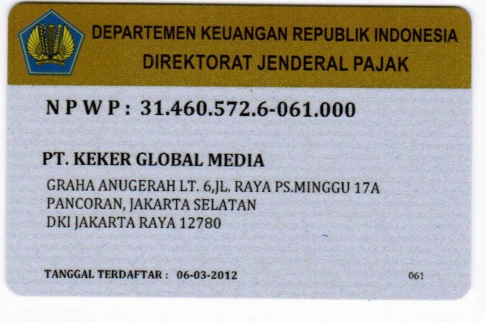 DEPARTEMEN KEUANGAN REPUBLIK INDONESIA
DIREKTORAT JENDERAL PAJAK
N P W P : 31.460.572.6-061.000
PT. KEKER GLOBAL MEDIA
GRAHA ANUGERAH LT. 6,JL. RAYA PS.MINGGU 17A
PANCORAN, JAKARTA SELATAN
DKI JAKARTA RAYA 12780
TANGGAL TERDAFTAR : 06-03-2012 061